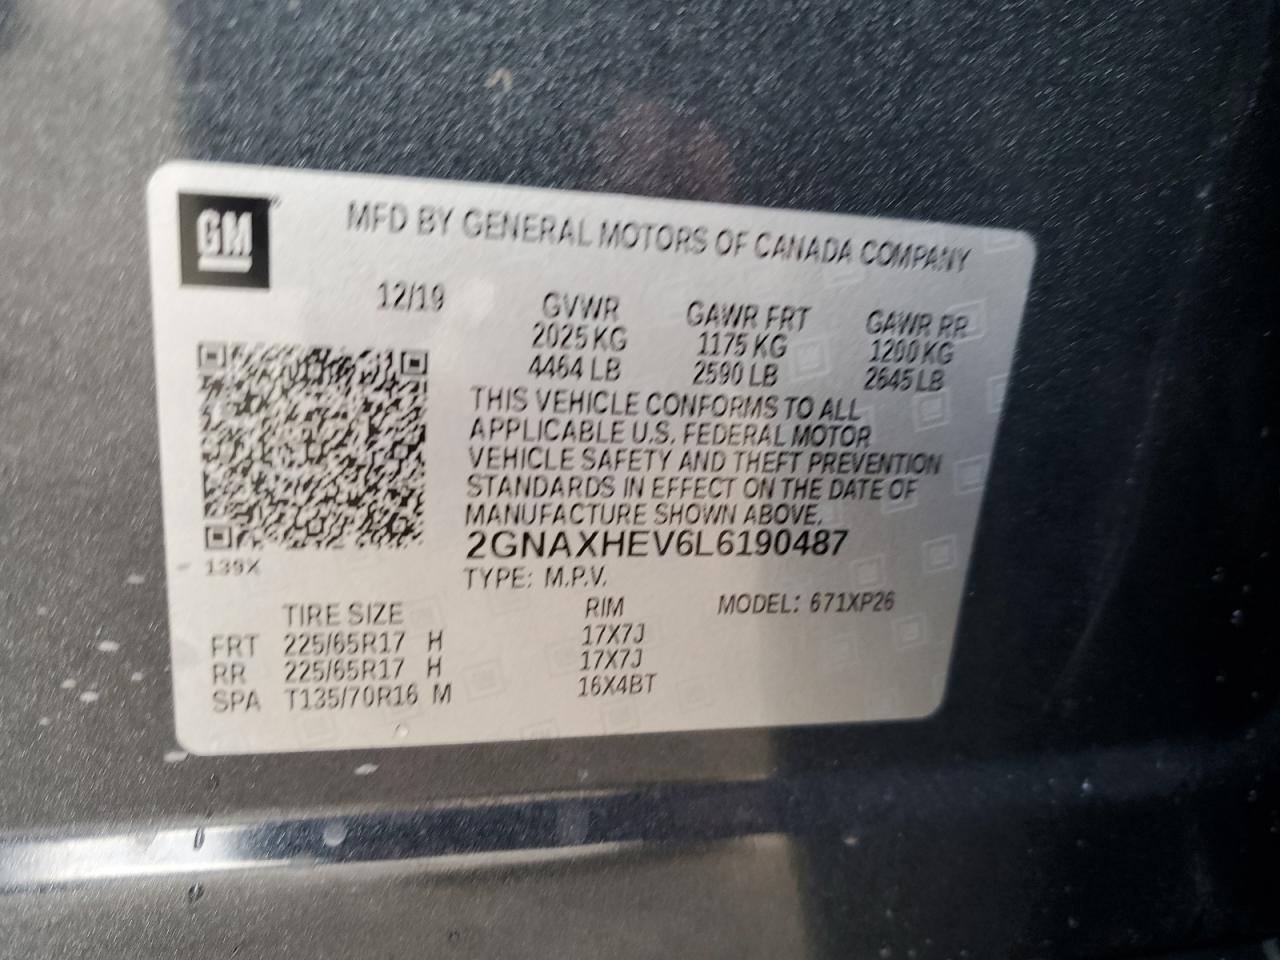 GM
MFD BY GENERAL MOTORS OF CANADA COMPANY
12/19 GVWR GAWR FRT GAWR RR
2025 KG 1175 KG 1200 KG
4464 LB 2590 LB 2645 LB
THIS VEHICLE CONFORMS TO ALL
APPLICABLE U.S. FEDERAL MOTOR
VEHICLE SAFETY AND THEFT PREVENTION
STANDARDS IN EFFECT ON THE DATE OF
MANUFACTURE SHOWN ABOVE.
2GNAXHEV6L6190487
139X
TYPE: M.P.V.
TIRE SIZE RIM MODEL: 671XP26
FRT 225/65R17 H 17X7J
RR 225/65R17 H 17X7J
SPA T135/70R16 M 16X4BT